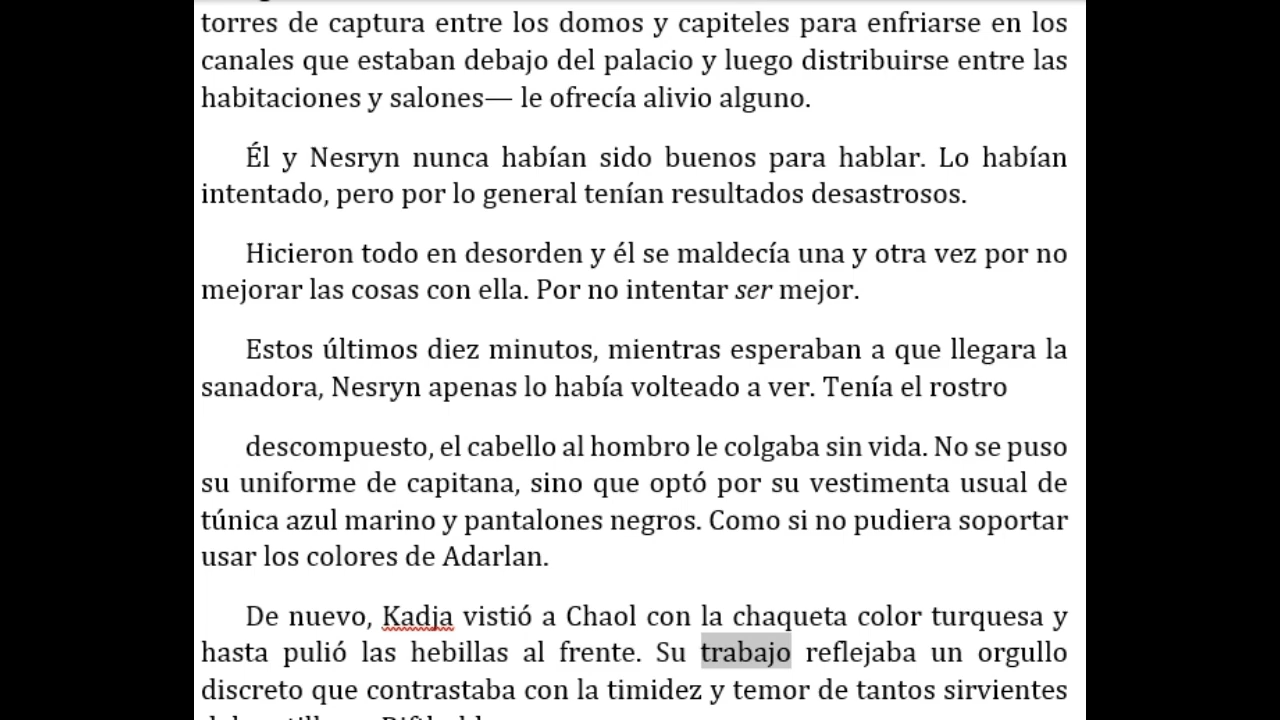 torres de captura entre los domos y capiteles para enfriarse en los
canales que estaban debajo del palacio y luego distribuirse entre las
habitaciones y salones— le ofrecía alivio alguno.
Él y Nesryn nunca habían sido buenos para hablar. Lo habían
intentado, pero por lo general tenían resultados desastrosos.
Hicieron todo en desorden y él se maldecía una y otra vez por no
mejorar las cosas con ella. Por no intentar ser mejor.
Estos últimos diez minutos, mientras esperaban a que llegara la
sanadora, Nesryn apenas lo había volteado a ver. Tenía el rostro
descompuesto, el cabello al hombro le colgaba sin vida. No se puso
su uniforme de capitana, sino que optó por su vestimenta usual de
túnica azul marino y pantalones negros. Como si no pudiera soportar
usar los colores de Adarlan.
De nuevo, Kadja vistió a Chaol con la chaqueta color turquesa y
hasta pulió las hebillas al frente. Su trabajo reflejaba un orgullo
discreto que contrastaba con la timidez y temor de tantos sirvientes